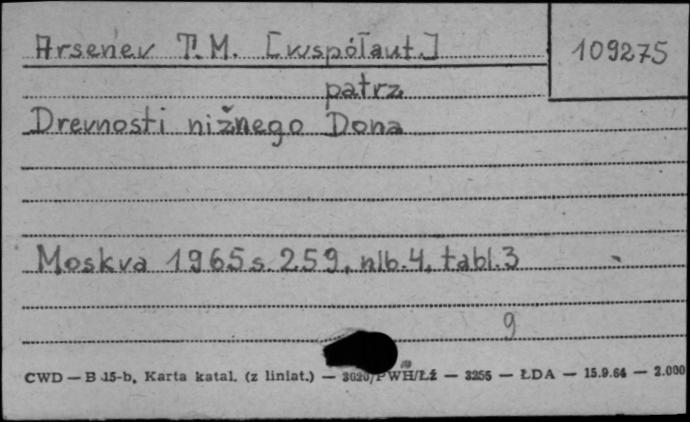 Arsenev T.M. [współaut.] 109275
patrz
Drevnosti nižnego Dona
Moskva 1965 s. 259, nlb. 4, tabl. 3
9
CWD — B 15-b, Karta katal. (z liniat.) — 3620/PWH/Łź — 3255 — ŁDA — 15.9.64 — 2.000